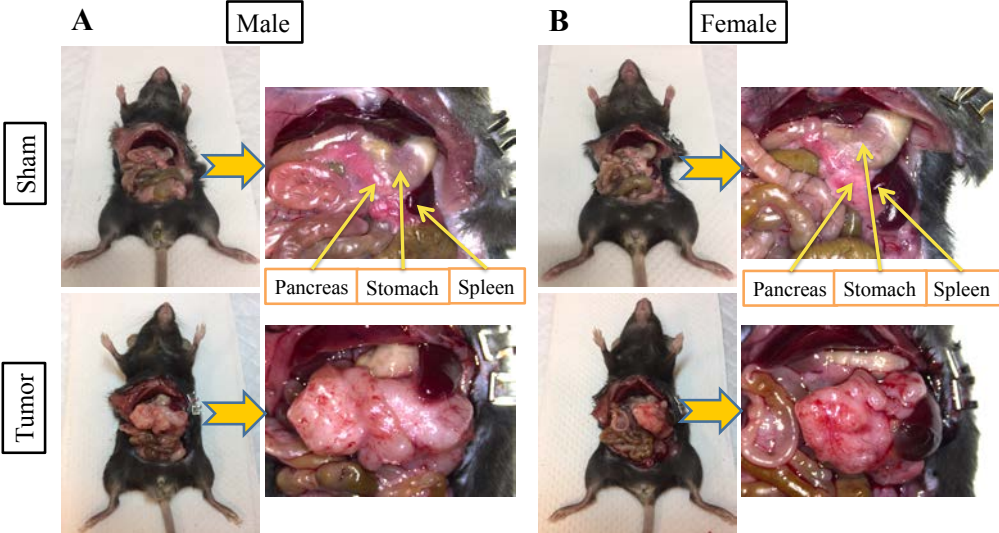 A
Male
B
Female
Sham
Pancreas
Stomach
Spleen
Pancreas
Stomach
Spleen
Tumor